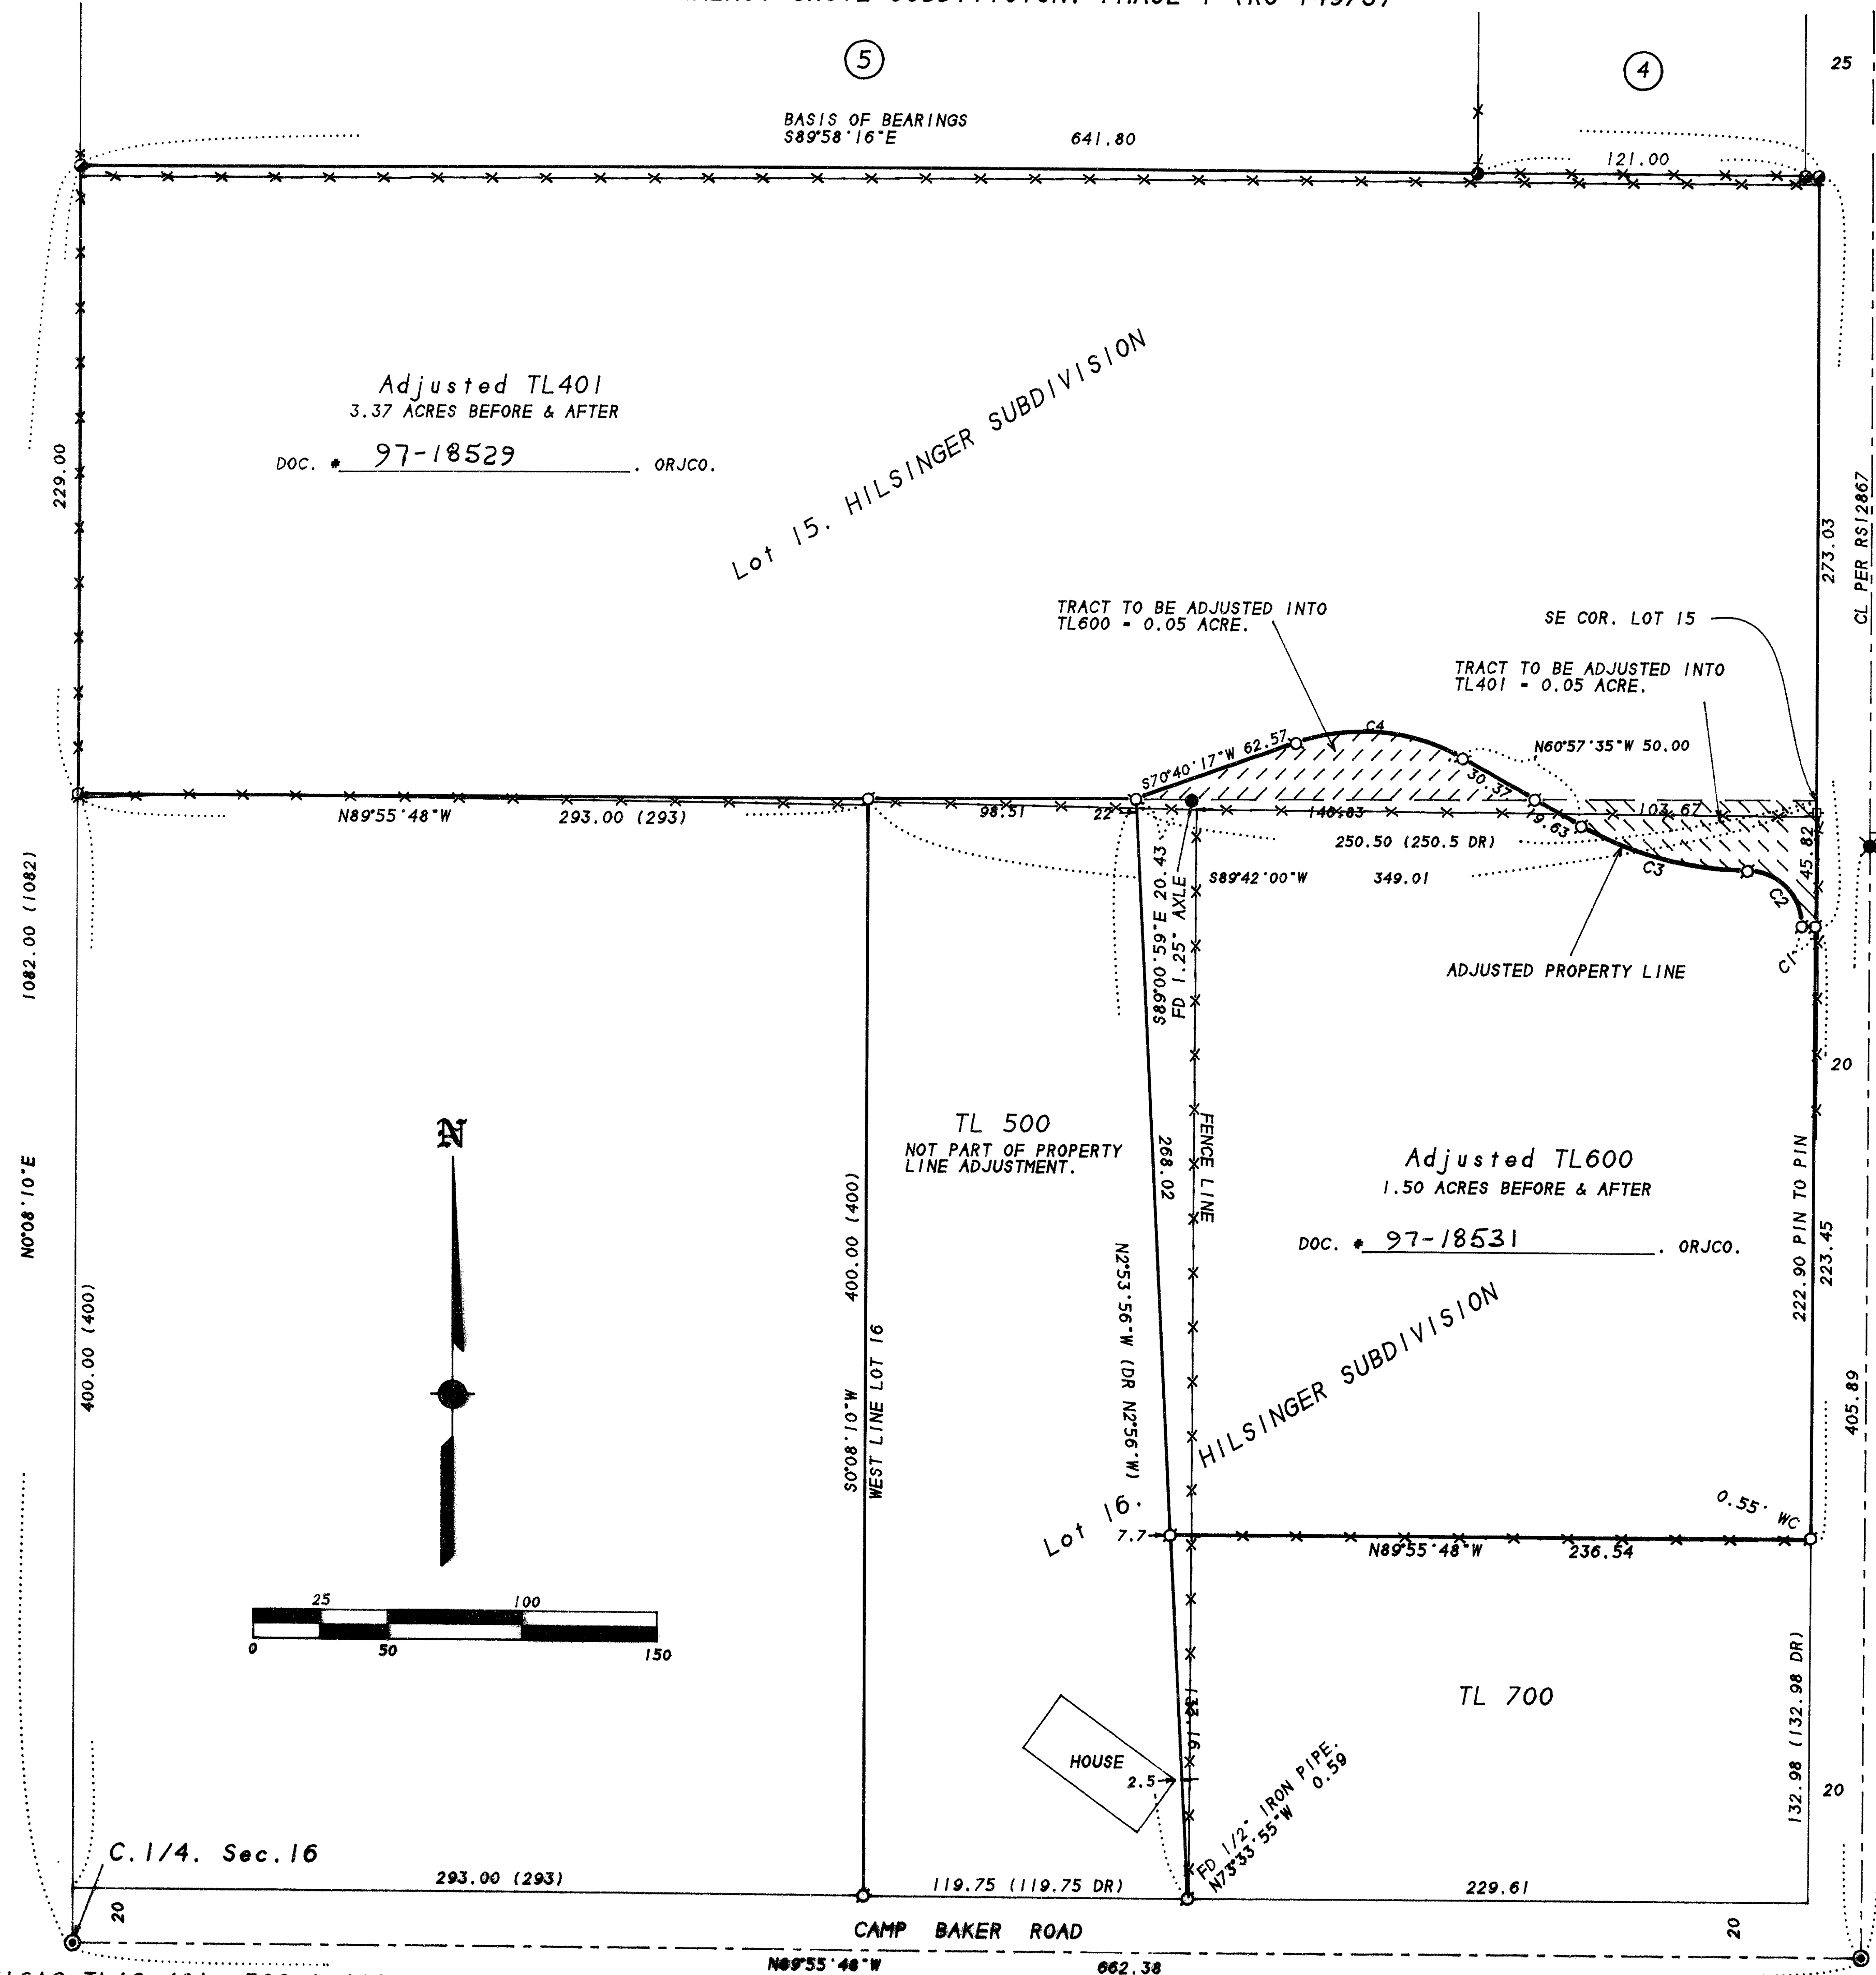 5
4
25
BASIS OF BEARINGS
S89°58'16"E 641.80
121.00
Adjusted TL401
3.37 ACRES BEFORE & AFTER
DOC. # 97-18529 . ORJCO.
229.00
Lot 15. HILSINGER SUBDIVISION
273.03
CL PER RS12867
TRACT TO BE ADJUSTED INTO
TL600 = 0.05 ACRE.
SE COR. LOT 15
TRACT TO BE ADJUSTED INTO
TL401 = 0.05 ACRE.
C4
S70°40'17"W 62.57
N60°57'35"W 50.00
30.37
103.67
N89°55'48"W 293.00 (293)
98.51
22
146.83
19.63
45.82
250.50 (250.5 DR)
S89°42'00"W 349.01
C3
C2
C1
S89°00'59"E 20.43
FD 1.25" AXLE
ADJUSTED PROPERTY LINE
1082.00 (1082)
N0°08'10"E
20
TL 500
NOT PART OF PROPERTY
LINE ADJUSTMENT.
N
268.02
FENCE LINE
Adjusted TL600
1.50 ACRES BEFORE & AFTER
DOC. # 97-18531 . ORJCO.
222.90 PIN TO PIN
223.45
400.00 (400)
400.00 (400)
S0°08'10"W
WEST LINE LOT 16
N2°53'56"W (DR N2°56'W)
Lot 16. HILSINGER SUBDIVISION
405.89
0.55' WC
7.7
N89°55'48"W 236.54
25 100
0 50 150
TL 700
132.98 (132.98 DR)
HOUSE
2.5
20
FD 1/2" IRON PIPE.
N73°33'55"W 0.59
C.1/4. Sec.16
293.00 (293)
119.75 (119.75 DR)
229.61
20
20
CAMP BAKER ROAD
N89°55'48"W 662.38